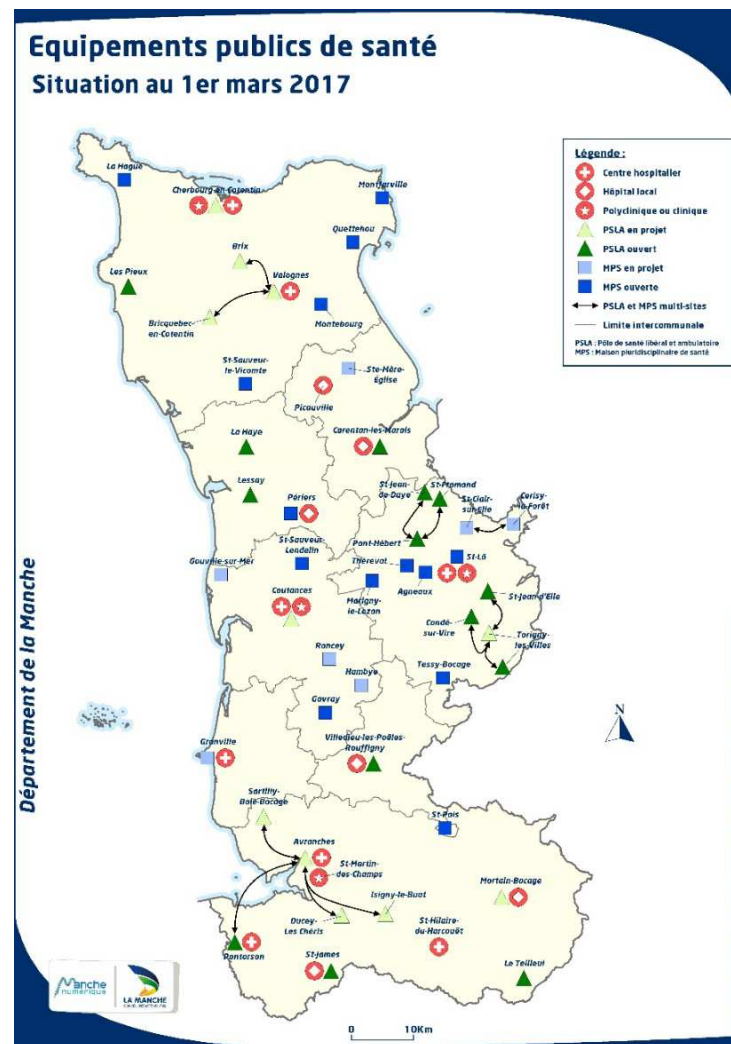 Equipements publics de santé
Situation au 1er mars 2017
Légende :
Centre hospitalier
Hôpital local
Polyclinique ou clinique
PSLA en projet
PSLA ouvert
MPS en projet
MPS ouverte
PSLA et MPS multi-sites
Limite intercommunale
PSLA : Pôle de santé libéral et ambulatoire
MPS : Maison pluridisciplinaire de santé
La Hague
Cherbourg-en-Cotentin
Montfarville
Quettehou
Brix
Les Pieux
Valognes
Bricquebec-
en-Cotentin
Montebourg
St-Sauveur-
le-Vicomte
Ste-Mère-
Église
Picauville
La Haye
Carentan-les-Marais
Lessay
St-Jean-
de-Daye
St-Fromond
St-Clair-
sur-Elle
Cerisy-
la-Forêt
Périers
Pont-Hébert
St-Sauveur-
Lendelin
Gouville-sur-Mer
Thèreval
St-Lô
Agneaux
Marigny-
le-Lozon
St-Jean-d'Elle
Coutances
Condé-
sur-Vire
Torigny-
les-Villes
Roncey
Hambye
Tessy-Bocage
Gavray
Villedieu-les-Poêles-
Rouffigny
Granville
N
Sartilly-
Baie-Bocage
St-Pois
Avranches
St-Martin-
des-Champs
Isigny-le-Buat
Mortain-Bocage
Ducey-
Les Chéris
St-Hilaire-
du-Harcouët
Pontorson
St-James
Le Teilleul
Département de la Manche
Manche
numérique
LA MANCHE
0 10Km